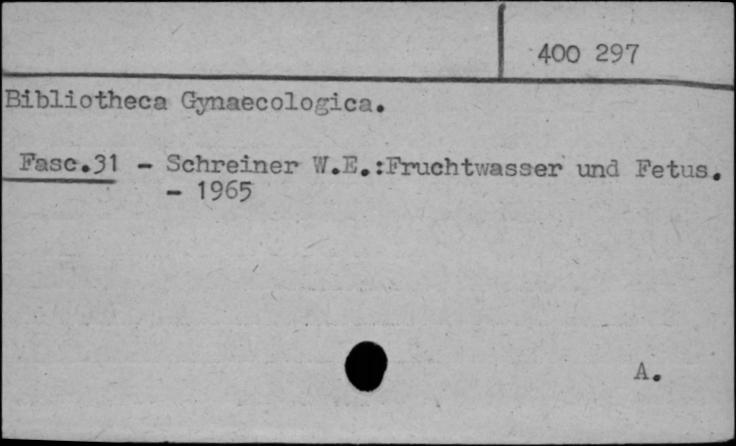 400 297
Bibliotheca Gynaecologica.
Fasc.31 - Schreiner W.E.:Fruchtwasser und Fetus.
- 1965
A.